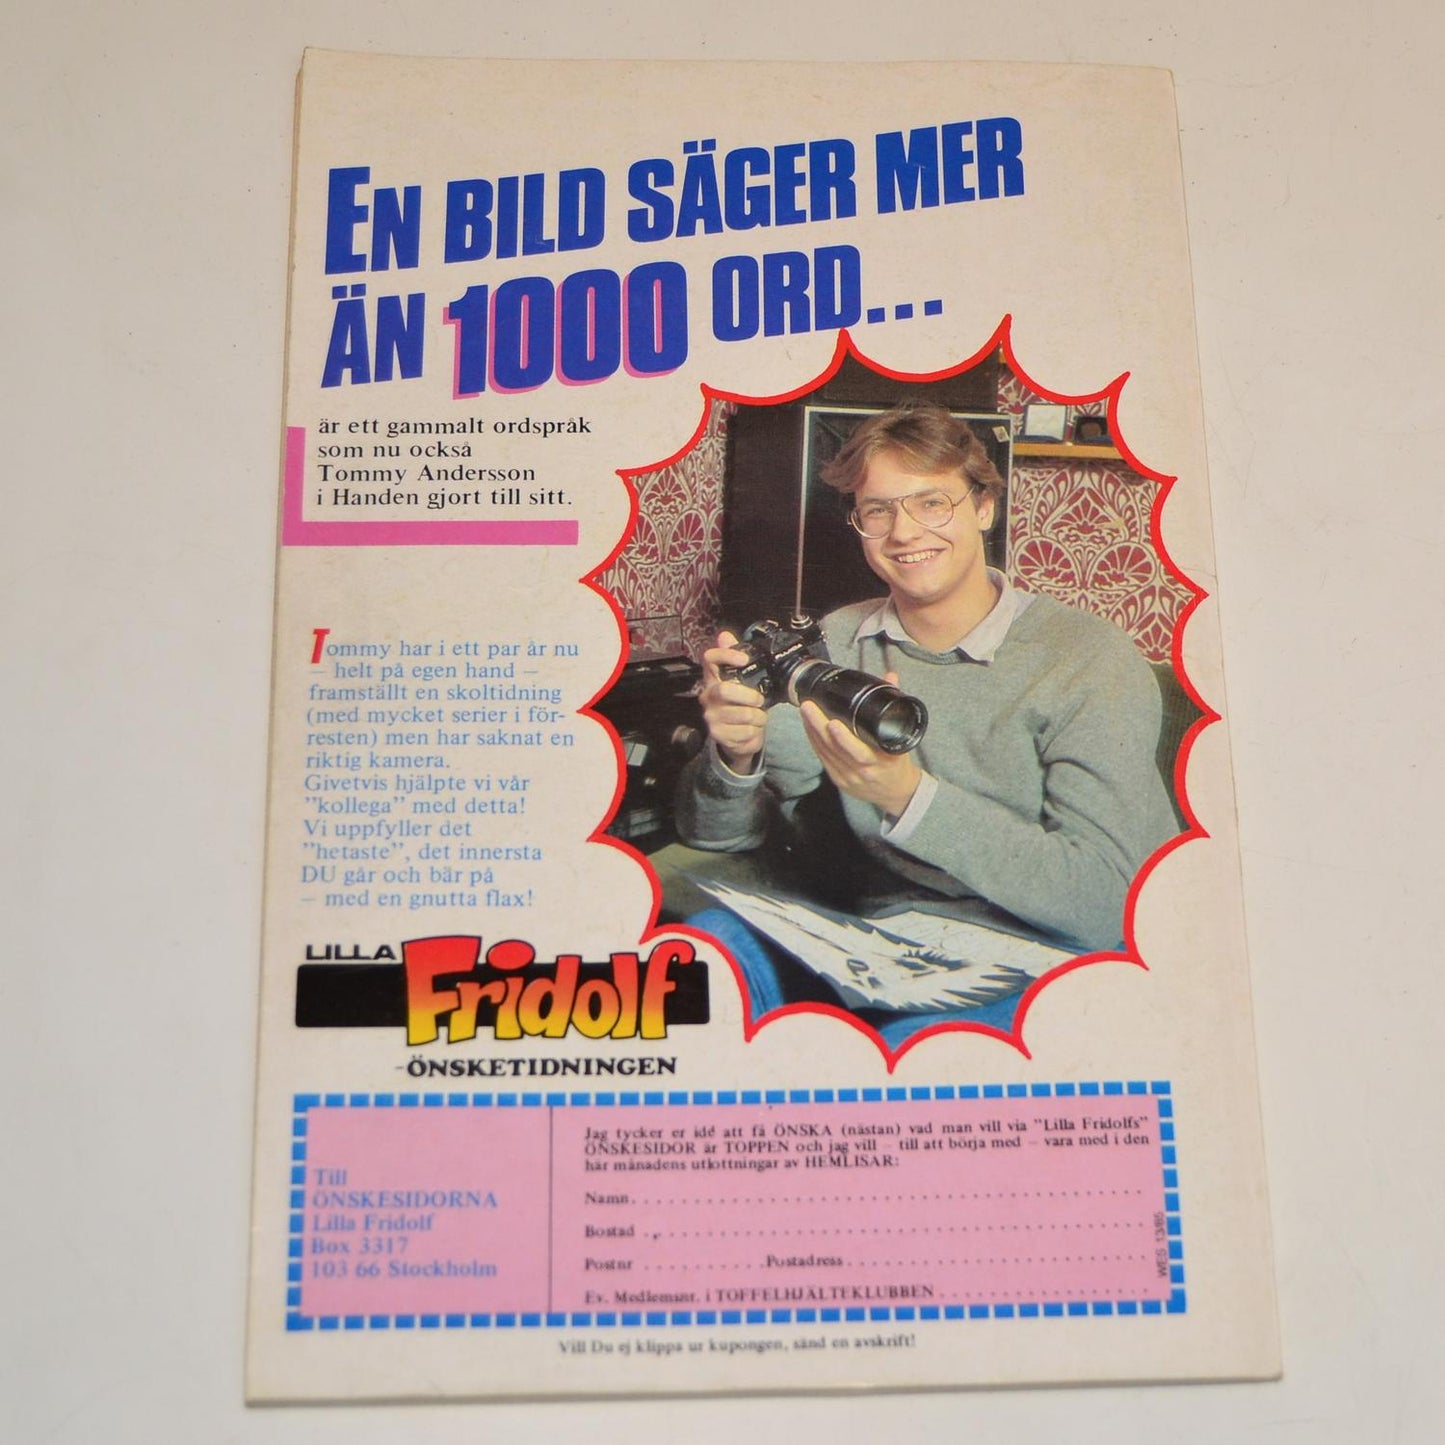 EN BILD SÄGER MER
ÄN 1000 ORD...
är ett gammalt ordspråk
som nu också
Tommy Andersson
i Handen gjort till sitt.
Tommy har i ett par år nu
– helt på egen hand –
framställt en skoltidning
(med mycket serier i för-
resten) men har saknat en
riktig kamera.
Givetvis hjälpte vi vår
"kollega" med detta!
Vi uppfyller det
"hetaste", det innersta
DU går och bär på
– med en gnutta flax!
FUJICA
LILLA
Fridolf
-ÖNSKETIDNINGEN
Till
ÖNSKESIDORNA
Lilla Fridolf
Box 3317
103 66 Stockholm
Jag tycker er idé att få ÖNSKA (nästan) vad man vill via "Lilla Fridolfs"
ÖNSKESIDOR är TOPPEN och jag vill – till att börja med – vara med i den
här månadens utlottningar av HEMLISAR:
Namn
Bostad
Postnr Postadress
Ev. Medlemsnr. i TOFFELHJÄLTEKLUBBEN
WES 13/85
Vill Du ej klippa ur kupongen, sänd en avskrift!